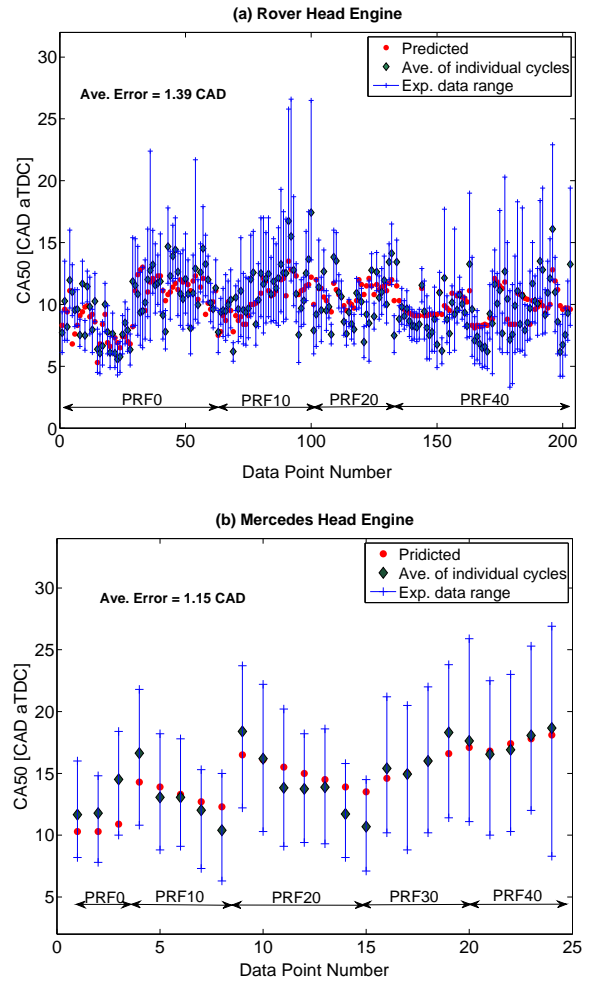 (a) Rover Head Engine
Predicted
Ave. of individual cycles
Exp. data range
Ave. Error = 1.39 CAD
CA50 [CAD aTDC]
30
25
20
15
10
5
0
PRF0 PRF10 PRF20 PRF40
0 50 100 150 200
Data Point Number
(b) Mercedes Head Engine
Pridicted
Ave. of individual cycles
Exp. data range
Ave. Error = 1.15 CAD
CA50 [CAD aTDC]
30
25
20
15
10
5
PRF0 PRF10 PRF20 PRF30 PRF40
0 5 10 15 20 25
Data Point Number